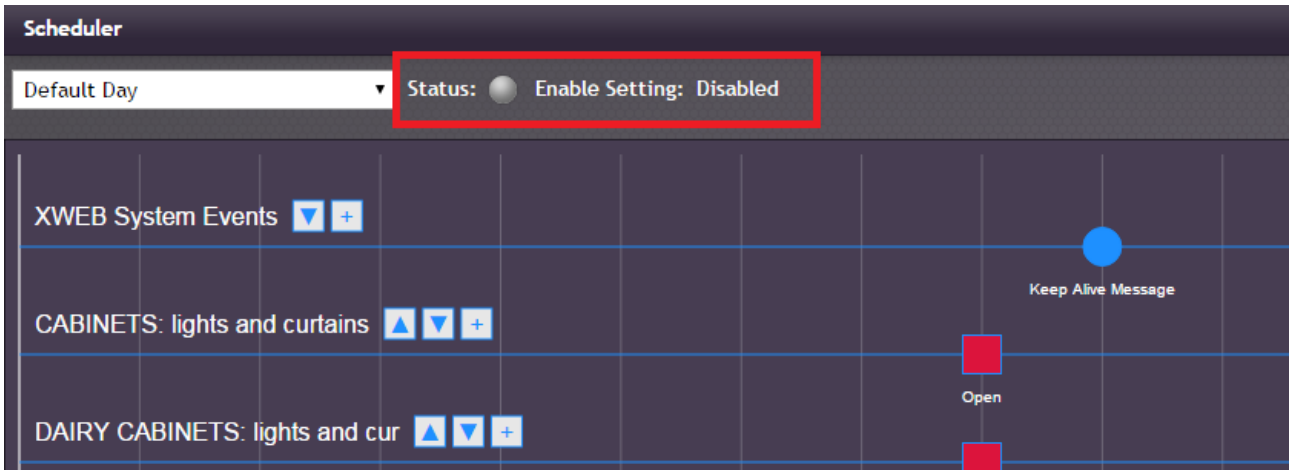 Scheduler
Default Day
Status: Enable Setting: Disabled
XWEB System Events
+
Keep Alive Message
CABINETS: lights and curtains
+
Open
DAIRY CABINETS: lights and cur
+